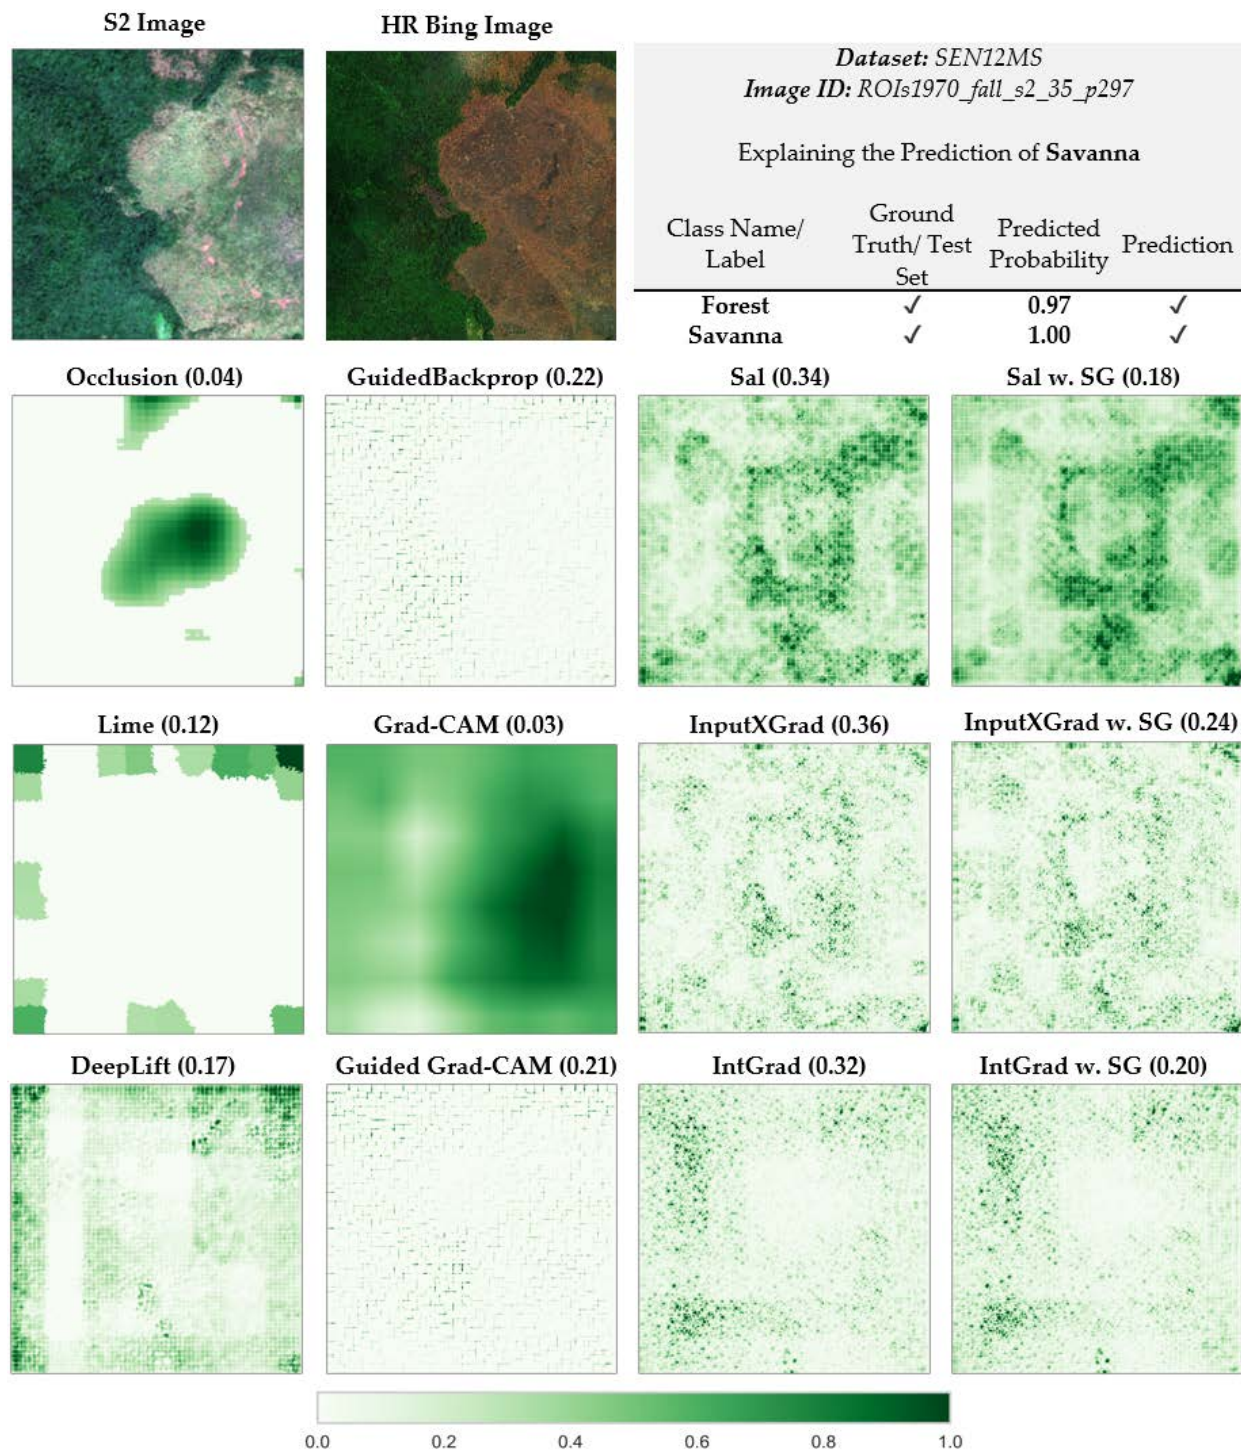 S2 Image
HR Bing Image
Dataset: SEN12MS
Image ID: ROIs1970_fall_s2_35_p297
Explaining the Prediction of Savanna
Class Name/ Label
Ground Truth/ Test Set
Predicted Probability
Prediction
Forest ✓ 0.97 ✓
Savanna ✓ 1.00 ✓
Occlusion (0.04)
GuidedBackprop (0.22)
Sal (0.34)
Sal w. SG (0.18)
Lime (0.12)
Grad-CAM (0.03)
InputXGrad (0.36)
InputXGrad w. SG (0.24)
DeepLift (0.17)
Guided Grad-CAM (0.21)
IntGrad (0.32)
IntGrad w. SG (0.20)
0.0 0.2 0.4 0.6 0.8 1.0